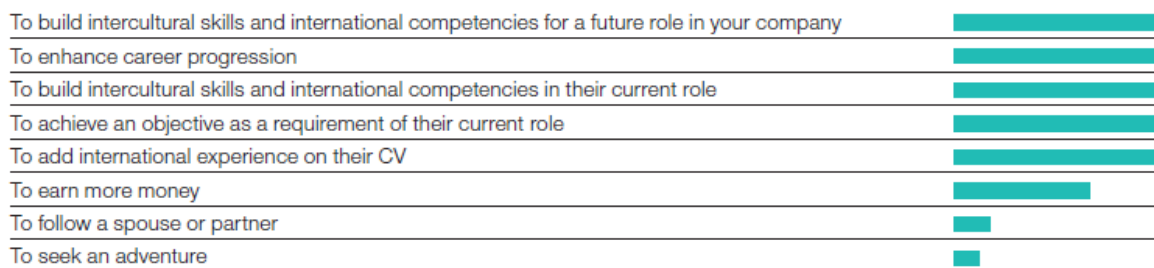 To build intercultural skills and international competencies for a future role in your company
To enhance career progression
To build intercultural skills and international competencies in their current role
To achieve an objective as a requirement of their current role
To add international experience on their CV
To earn more money
To follow a spouse or partner
To seek an adventure